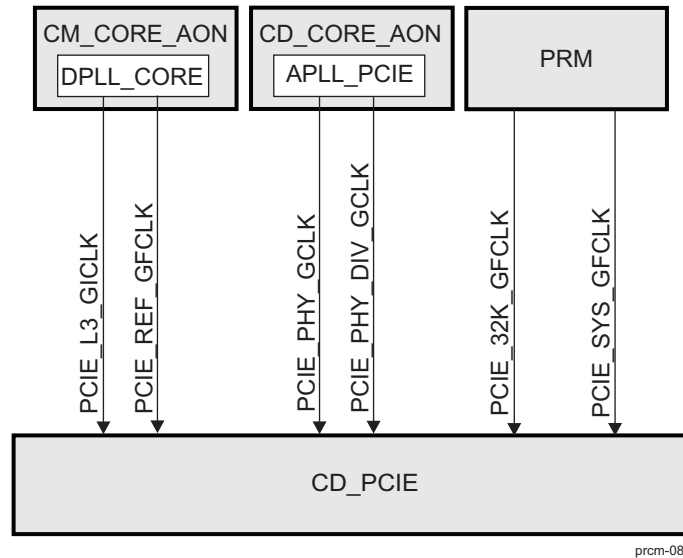 CM_CORE_AON
DPLL_CORE
CD_CORE_AON
APLL_PCIE
PRM
PCIE_L3_GICLK
PCIE_REF_GFCLK
PCIE_PHY_GCLK
PCIE_PHY_DIV_GCLK
PCIE_32K_GFCLK
PCIE_SYS_GFCLK
CD_PCIE
prcm-08